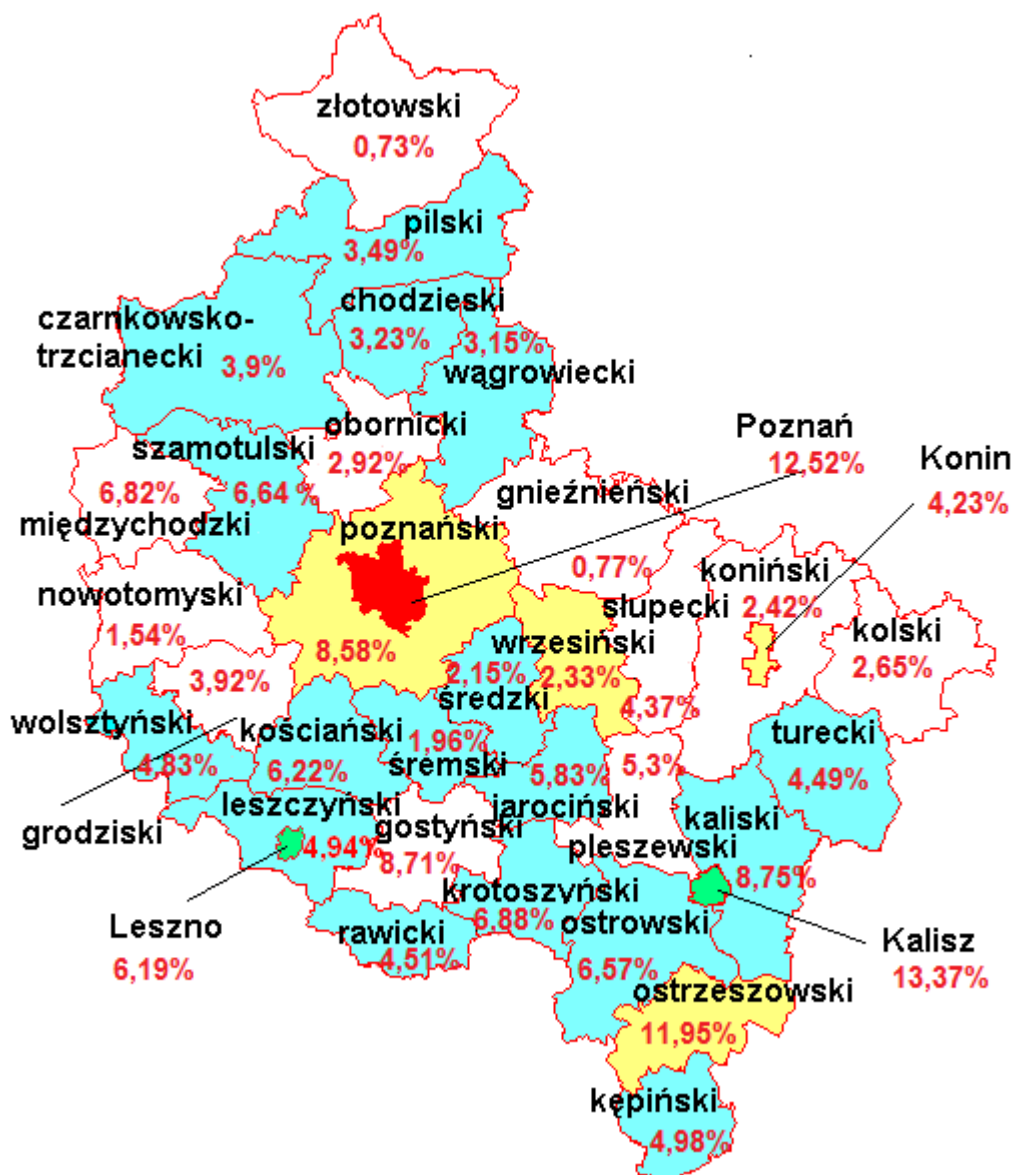 złotowski
0,73%
pilski
3,49%
chodzieski
3,23%
3,15%
wągrowiecki
czarnkowsko-
trzcianecki
3,9%
obornicki
2,92%
szamotulski
6,64 %
6,82%
międzychodzki
Poznań
12,52%
Konin
4,23%
gnieźnieński
0,77%
poznański
8,58%
nowotomyski
1,54%
koniński
2,42%
słupecki
4,37%
kolski
2,65%
wrzesiński
2,33%
2,15%
średzki
3,92%
wolsztyński
4,83%
kościański
6,22%
1,96%
śremski
5,83%
jarociński
5,3%
turecki
4,49%
grodziski
leszczyński
4,94%
gostyński
8,71%
pleszewski
kaliski
8,75%
krotoszyński
6,88%
Leszno
6,19%
rawicki
4,51%
ostrowski
6,57%
Kalisz
13,37%
ostrzeszowski
11,95%
kępiński
4,98%